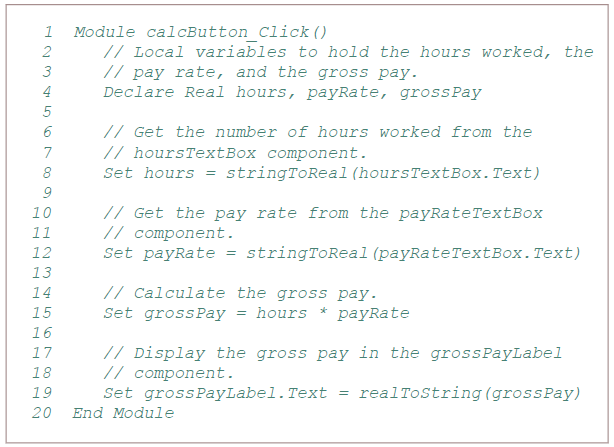 1 Module calcButton_Click()
2 // Local variables to hold the hours worked, the
3 // pay rate, and the gross pay.
4 Declare Real hours, payRate, grossPay
5
6 // Get the number of hours worked from the
7 // hoursTextBox component.
8 Set hours = stringToReal(hoursTextBox.Text)
9
10 // Get the pay rate from the payRateTextBox
11 // component.
12 Set payRate = stringToReal(payRateTextBox.Text)
13
14 // Calculate the gross pay.
15 Set grossPay = hours * payRate
16
17 // Display the gross pay in the grossPayLabel
18 // component.
19 Set grossPayLabel.Text = realToString(grossPay)
20 End Module